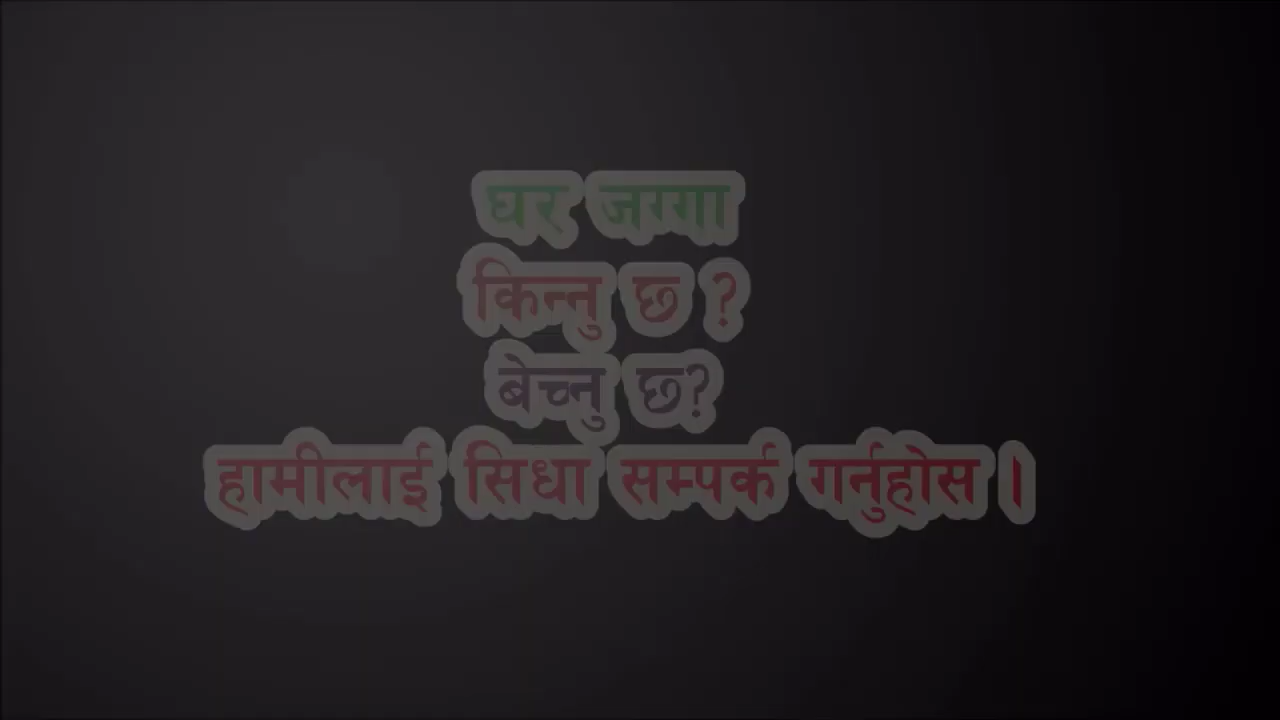 घर जग्गा
किन्नु छ ?
बेच्नु छ?
हामीलाई सिधा सम्पर्क गर्नुहोस ।